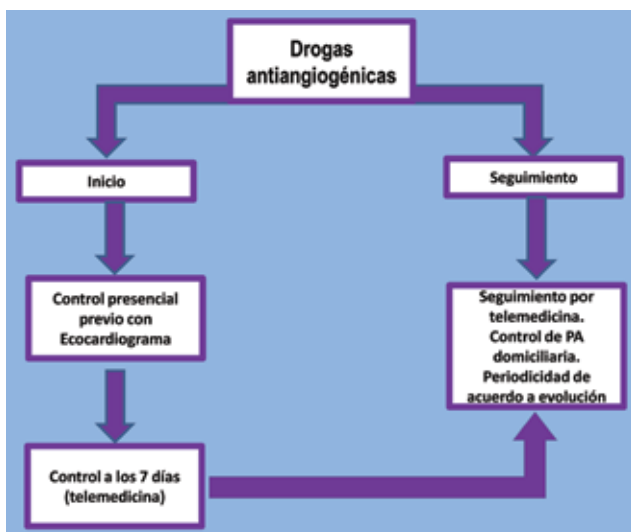 Drogas
antiangiogénicas
Inicio
Seguimiento
Control presencial
previo con
Ecocardiograma
Seguimiento por
telemedicina.
Control de PA
domiciliaria.
Periodicidad de
acuerdo a evolución
Control a los 7 días
(telemedicina)